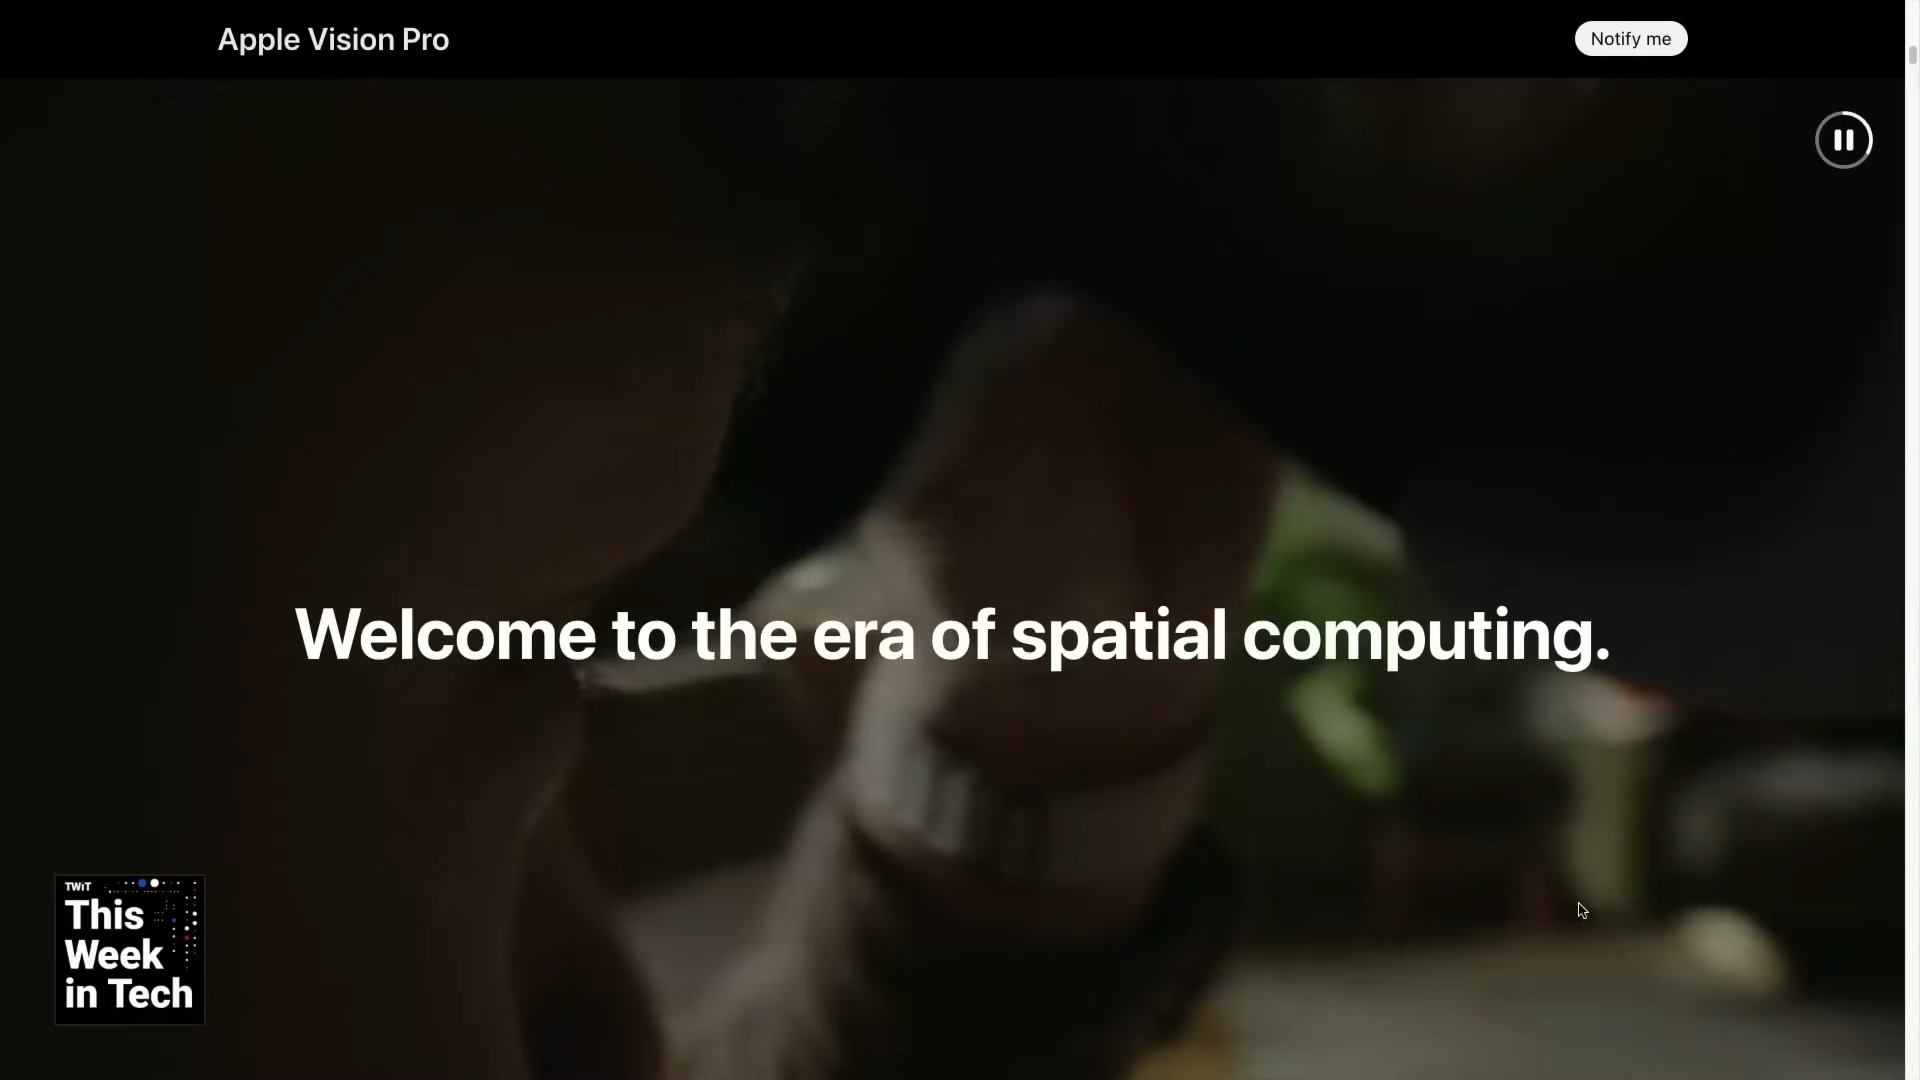 Apple Vision Pro
Notify me
Welcome to the era of spatial computing.
TWiT
This
Week
in Tech